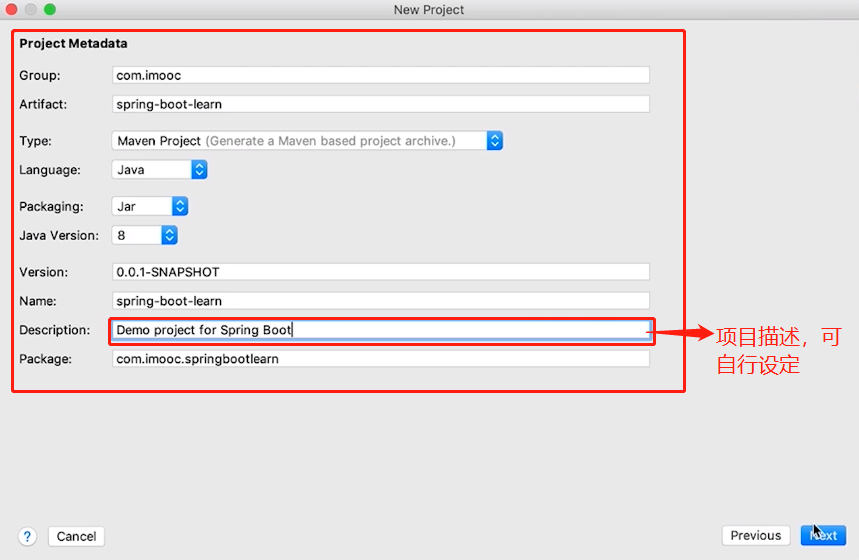 New Project
Project Metadata
Group: com.imooc
Artifact: spring-boot-learn
Type: Maven Project (Generate a Maven based project archive.)
Language: Java
Packaging: Jar
Java Version: 8
Version: 0.0.1-SNAPSHOT
Name: spring-boot-learn
Description: Demo project for Spring Boot
项目描述，可
自行设定
Package: com.imooc.springbootlearn
? Cancel Previous Next